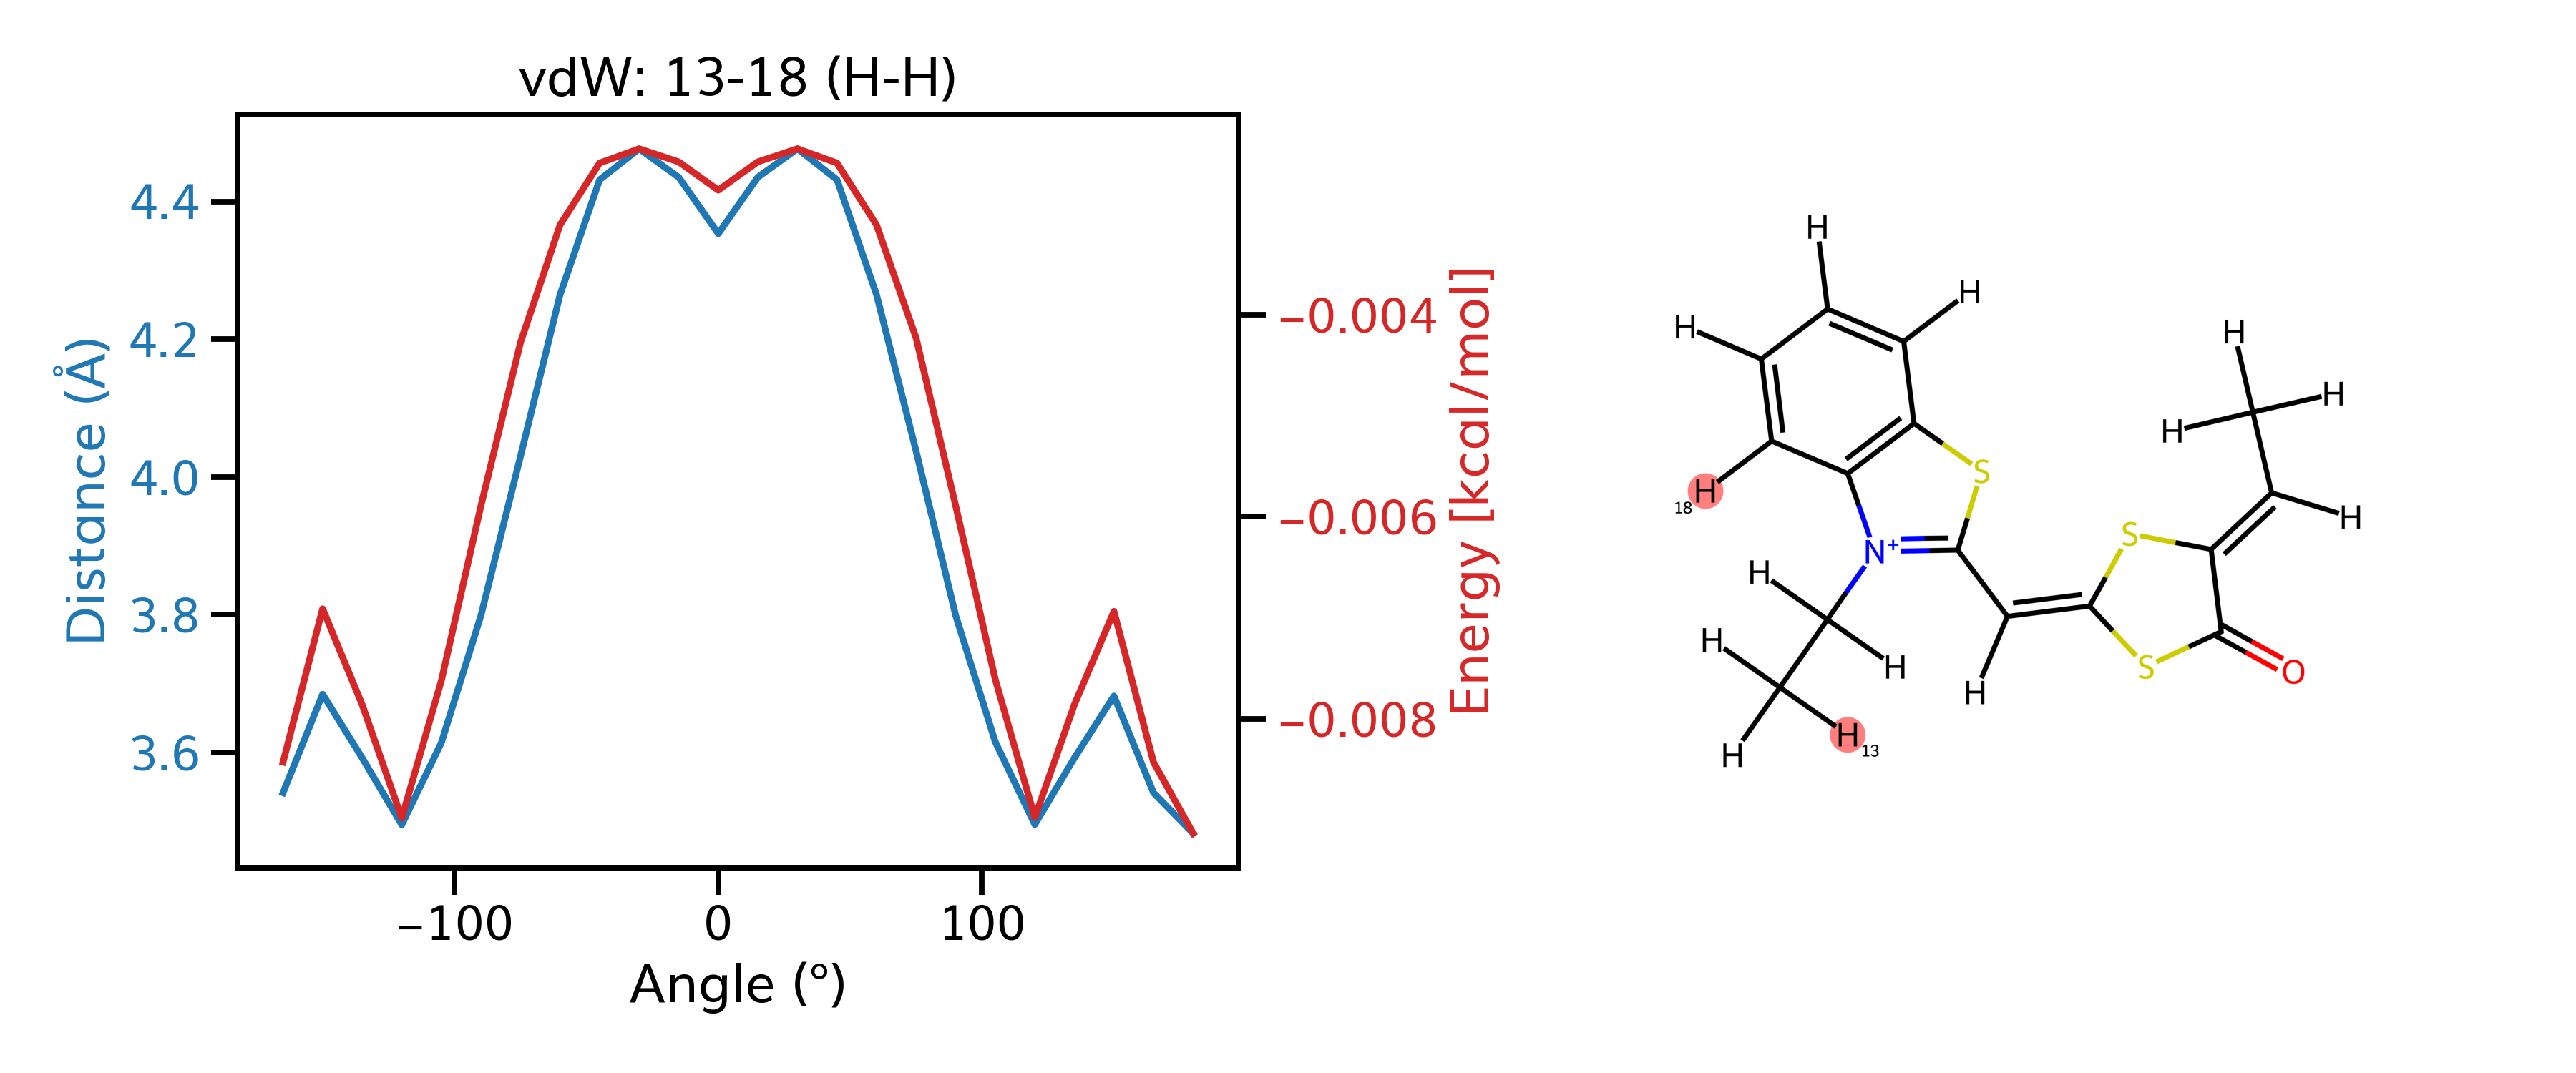 vdW: 13-18 (H-H)
Distance (Å)
4.4
4.2
4.0
3.8
3.6
−0.004
−0.006
−0.008
Energy [kcal/mol]
−100
0
100
Angle (°)
H
H
H
H
H
H
S
H
18
S
H
N⁺
H
H
H
S
O
H
H
13
H